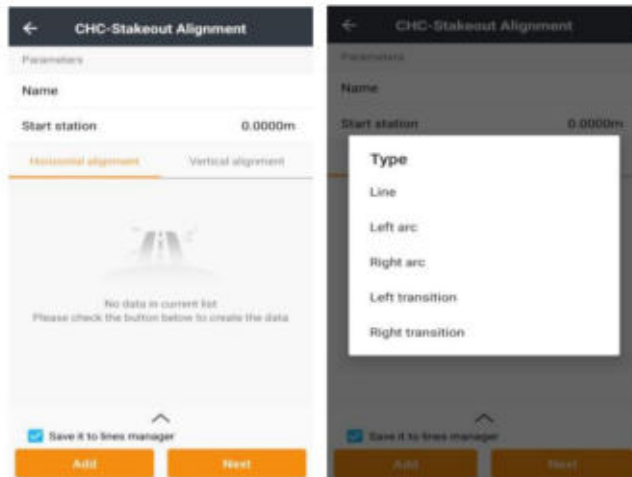 CHC-Stakeout Alignment
Parameters
Name
Start station 0.0000m
Horizontal alignment Vertical alignment
No data in current list
Please check the button below to create the data
Save it to lines manager
Add Next
CHC-Stakeout Alignment
Parameters
Name
Start station 0.0000m
Type
Line
Left arc
Right arc
Left transition
Right transition
Save it to lines manager
Add Next